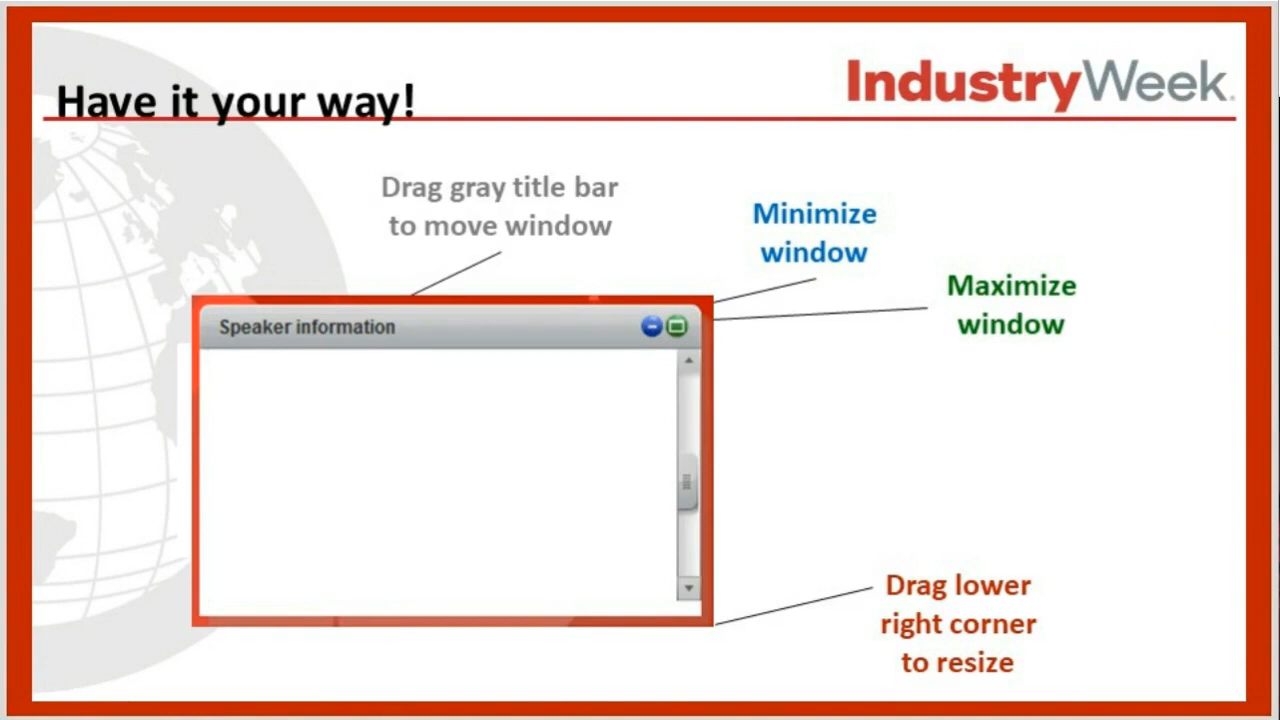 Have it your way!
IndustryWeek.
Drag gray title bar
to move window
Minimize
window
Maximize
window
Speaker information
Drag lower
right corner
to resize